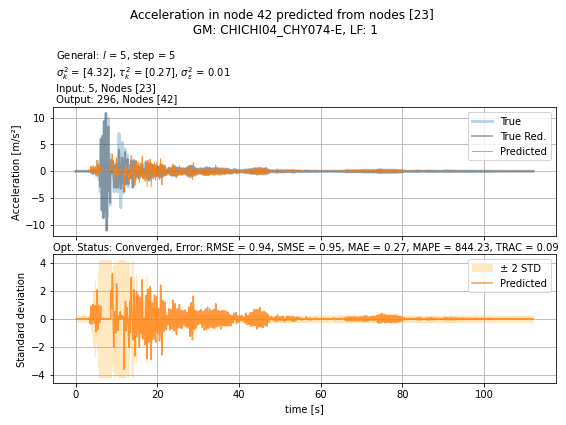 Acceleration in node 42 predicted from nodes [23]
GM: CHICHI04_CHY074-E, LF: 1
General: l = 5, step = 5
σ²ₖ = [4.32], τ²ₖ = [0.27], σ²ε = 0.01
Input: 5, Nodes [23]
Output: 296, Nodes [42]
Acceleration [m/s²]
10
5
0
−5
−10
True
True Red.
Predicted
Opt. Status: Converged, Error: RMSE = 0.94, SMSE = 0.95, MAE = 0.27, MAPE = 844.23, TRAC = 0.09
Standard deviation
4
2
0
−2
−4
± 2 STD
Predicted
0 20 40 60 80 100
time [s]